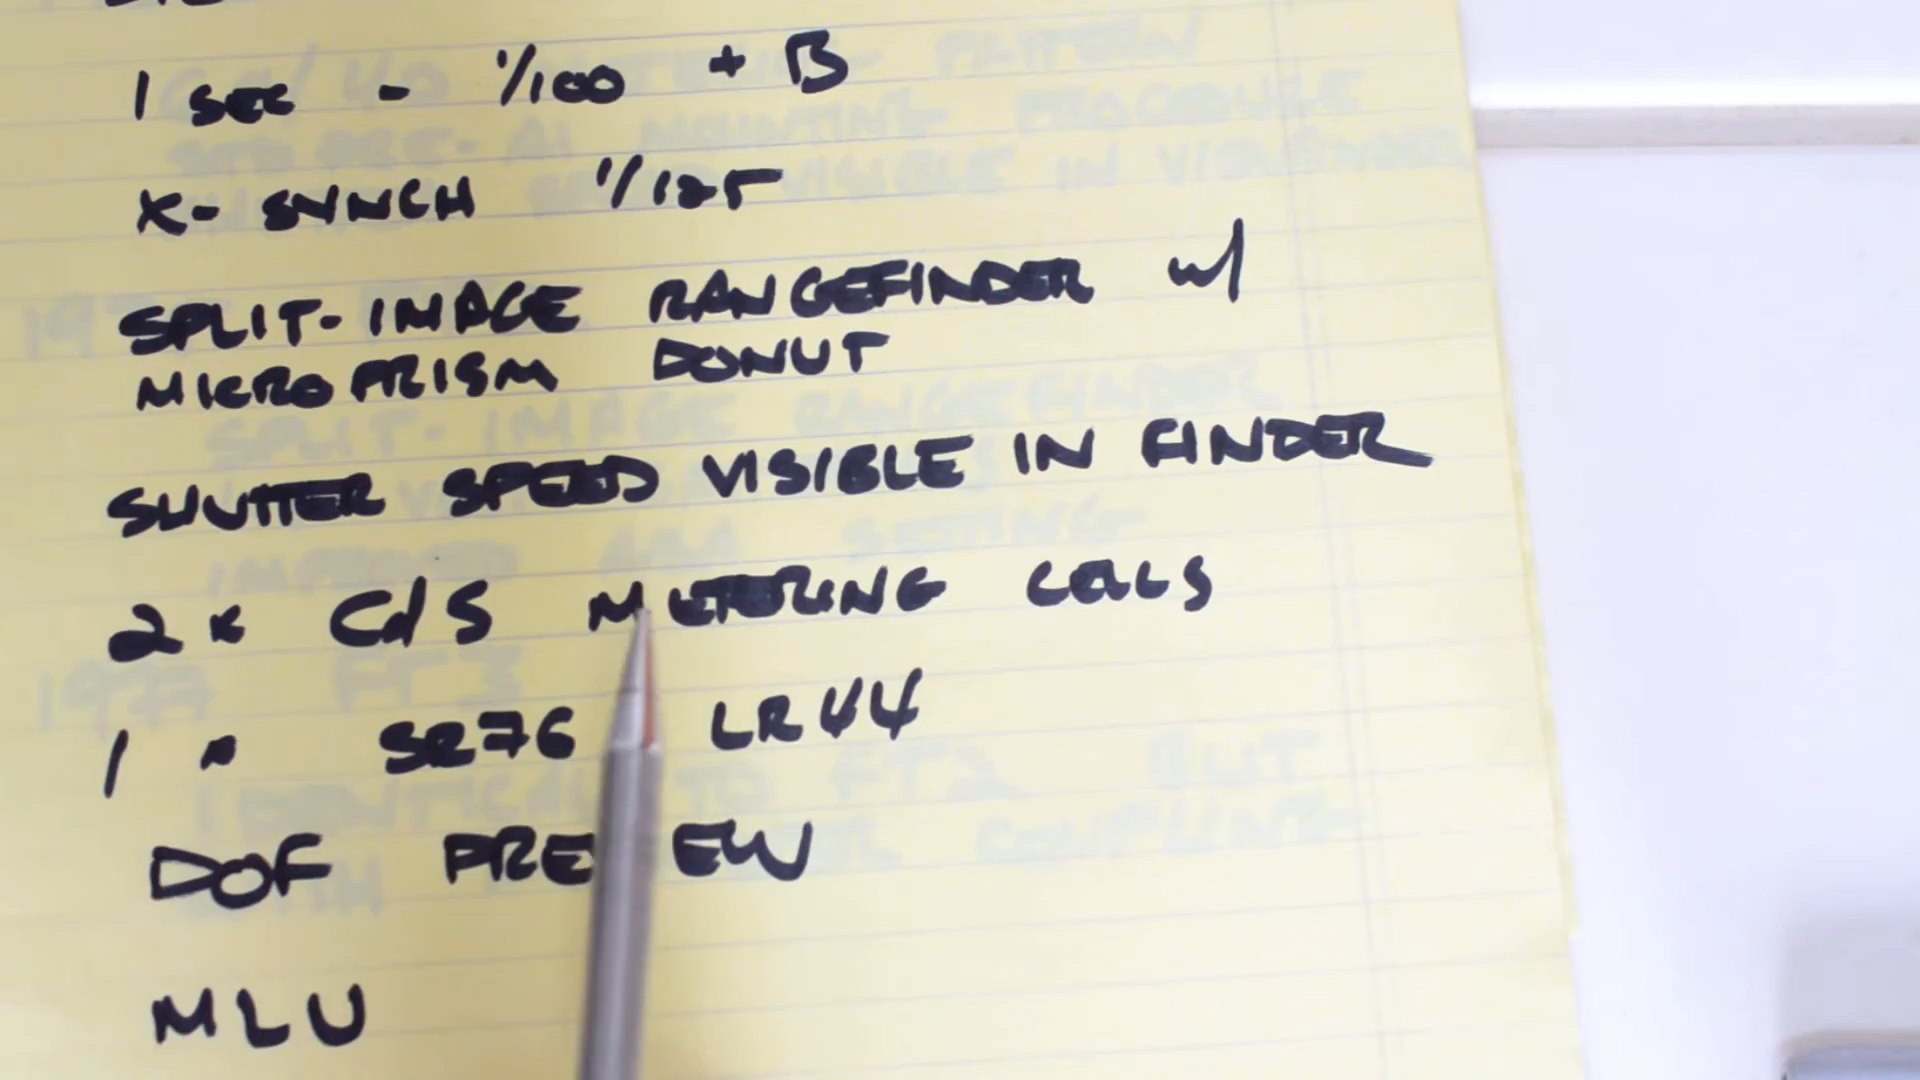 1 SEC - 1/100 + B
X- SYNCH 1/125
SPLIT-IMAGE RANGEFINDER w/
MICROPRISM DONUT
SHUTTER SPEED VISIBLE IN FINDER
2x CdS METERING CELLS
1 x SR76 LR44
DOF PREVIEW
MLU